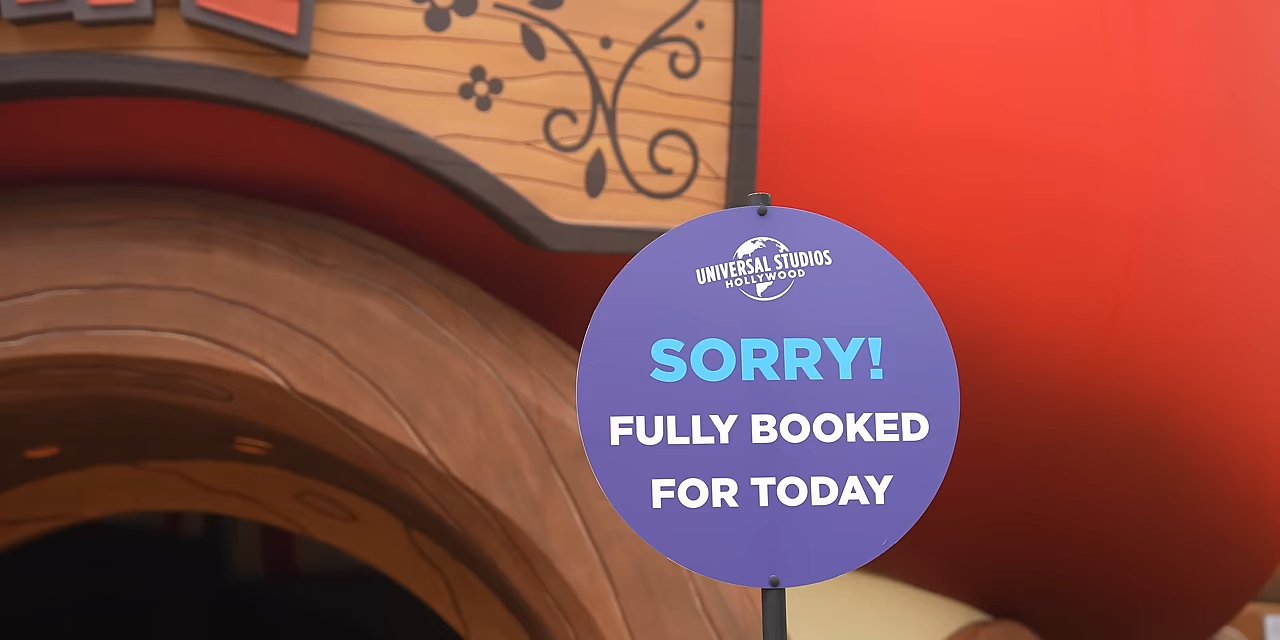 UNIVERSAL STUDIOS
HOLLYWOOD
SORRY!
FULLY BOOKED
FOR TODAY